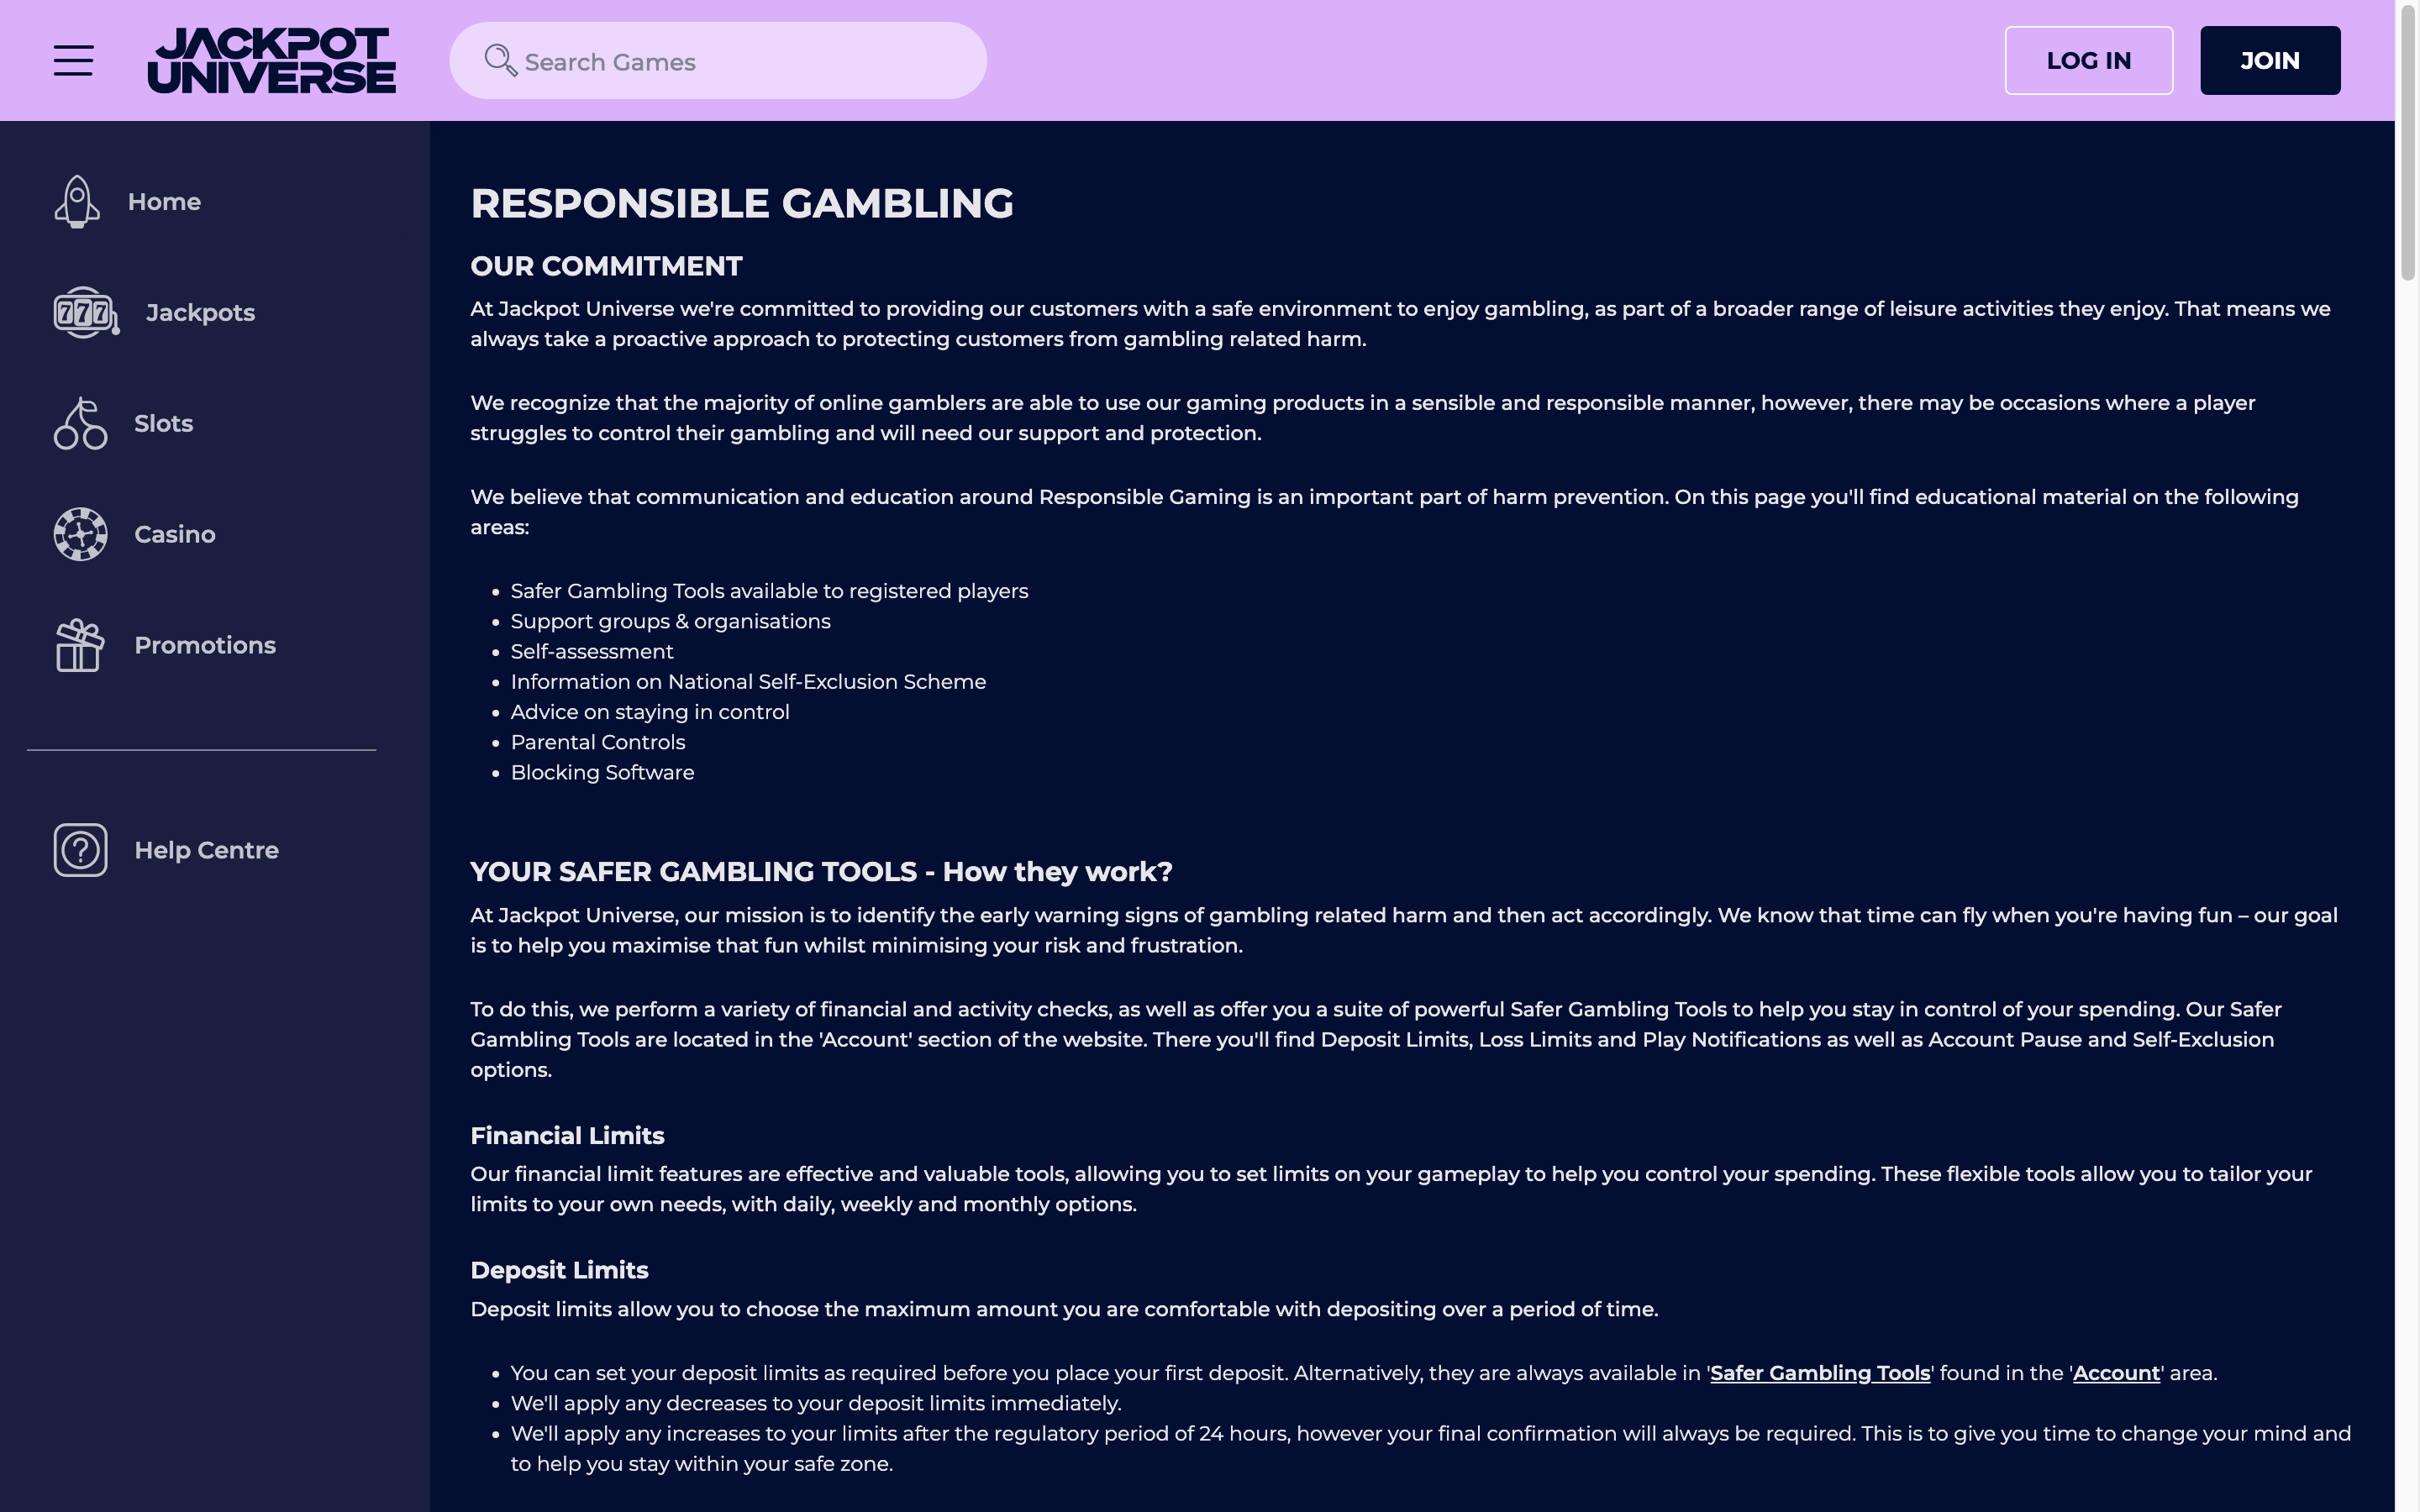 JACKPOT
UNIVERSE
Search Games
LOG IN
JOIN
Home
777
Jackpots
Slots
Casino
Promotions
?
Help Centre
RESPONSIBLE GAMBLING
OUR COMMITMENT
At Jackpot Universe we're committed to providing our customers with a safe environment to enjoy gambling, as part of a broader range of leisure activities they enjoy. That means we
always take a proactive approach to protecting customers from gambling related harm.
We recognize that the majority of online gamblers are able to use our gaming products in a sensible and responsible manner, however, there may be occasions where a player
struggles to control their gambling and will need our support and protection.
We believe that communication and education around Responsible Gaming is an important part of harm prevention. On this page you'll find educational material on the following
areas:
• Safer Gambling Tools available to registered players
• Support groups & organisations
• Self-assessment
• Information on National Self-Exclusion Scheme
• Advice on staying in control
• Parental Controls
• Blocking Software
YOUR SAFER GAMBLING TOOLS - How they work?
At Jackpot Universe, our mission is to identify the early warning signs of gambling related harm and then act accordingly. We know that time can fly when you're having fun – our goal
is to help you maximise that fun whilst minimising your risk and frustration.
To do this, we perform a variety of financial and activity checks, as well as offer you a suite of powerful Safer Gambling Tools to help you stay in control of your spending. Our Safer
Gambling Tools are located in the 'Account' section of the website. There you'll find Deposit Limits, Loss Limits and Play Notifications as well as Account Pause and Self-Exclusion
options.
Financial Limits
Our financial limit features are effective and valuable tools, allowing you to set limits on your gameplay to help you control your spending. These flexible tools allow you to tailor your
limits to your own needs, with daily, weekly and monthly options.
Deposit Limits
Deposit limits allow you to choose the maximum amount you are comfortable with depositing over a period of time.
• You can set your deposit limits as required before you place your first deposit. Alternatively, they are always available in 'Safer Gambling Tools' found in the 'Account' area.
• We'll apply any decreases to your deposit limits immediately.
• We'll apply any increases to your limits after the regulatory period of 24 hours, however your final confirmation will always be required. This is to give you time to change your mind and
to help you stay within your safe zone.